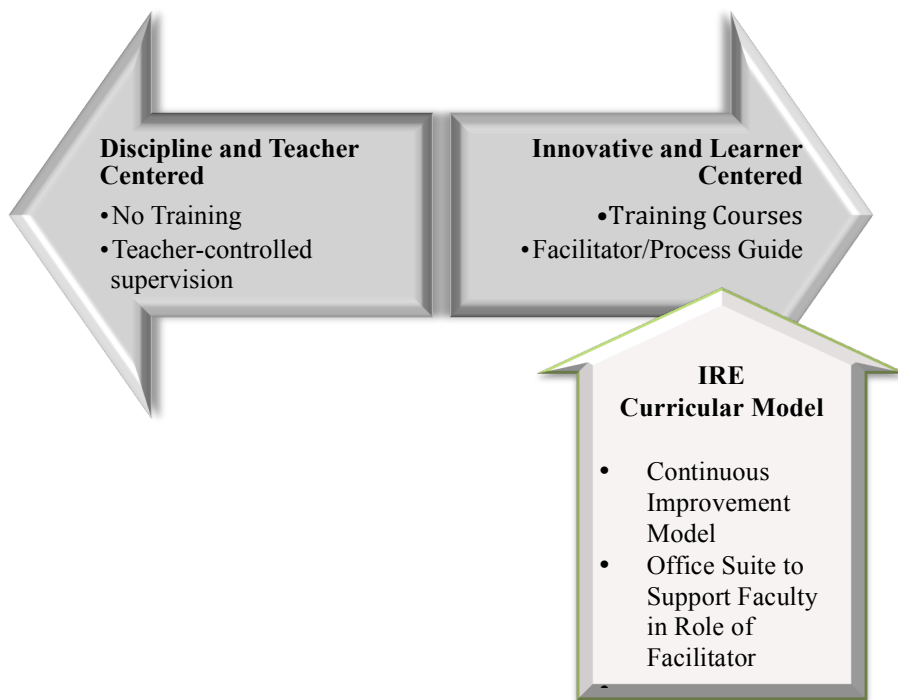 Discipline and Teacher
Centered
•No Training
•Teacher-controlled
supervision
Innovative and Learner
Centered
•Training Courses
•Facilitator/Process Guide
IRE
Curricular Model
• Continuous
Improvement
Model
• Office Suite to
Support Faculty
in Role of
Facilitator
•